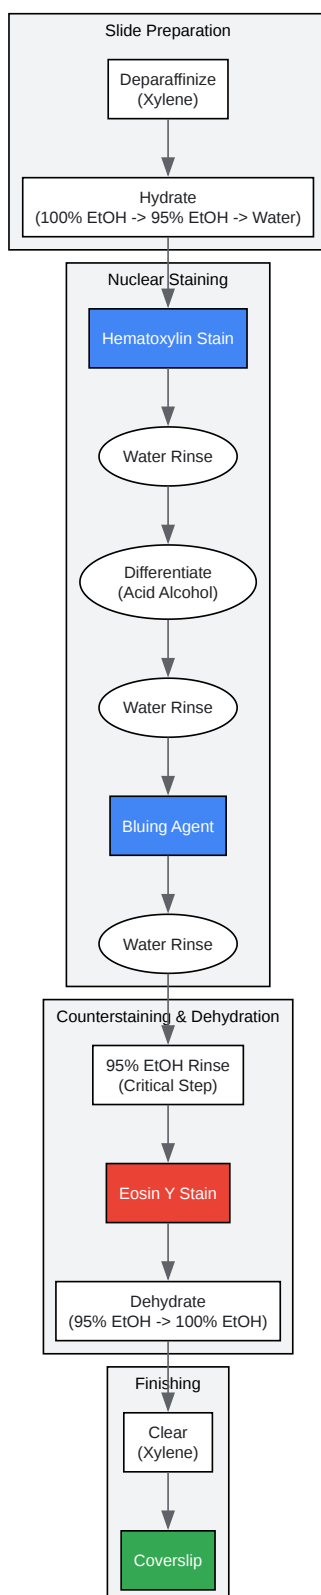 Slide Preparation
Deparaffinize
(Xylene)
Hydrate
(100% EtOH -> 95% EtOH -> Water)
Nuclear Staining
Hematoxylin Stain
Water Rinse
Differentiate
(Acid Alcohol)
Water Rinse
Bluing Agent
Water Rinse
Counterstaining & Dehydration
95% EtOH Rinse
(Critical Step)
Eosin Y Stain
Dehydrate
(95% EtOH -> 100% EtOH)
Finishing
Clear
(Xylene)
Coverslip